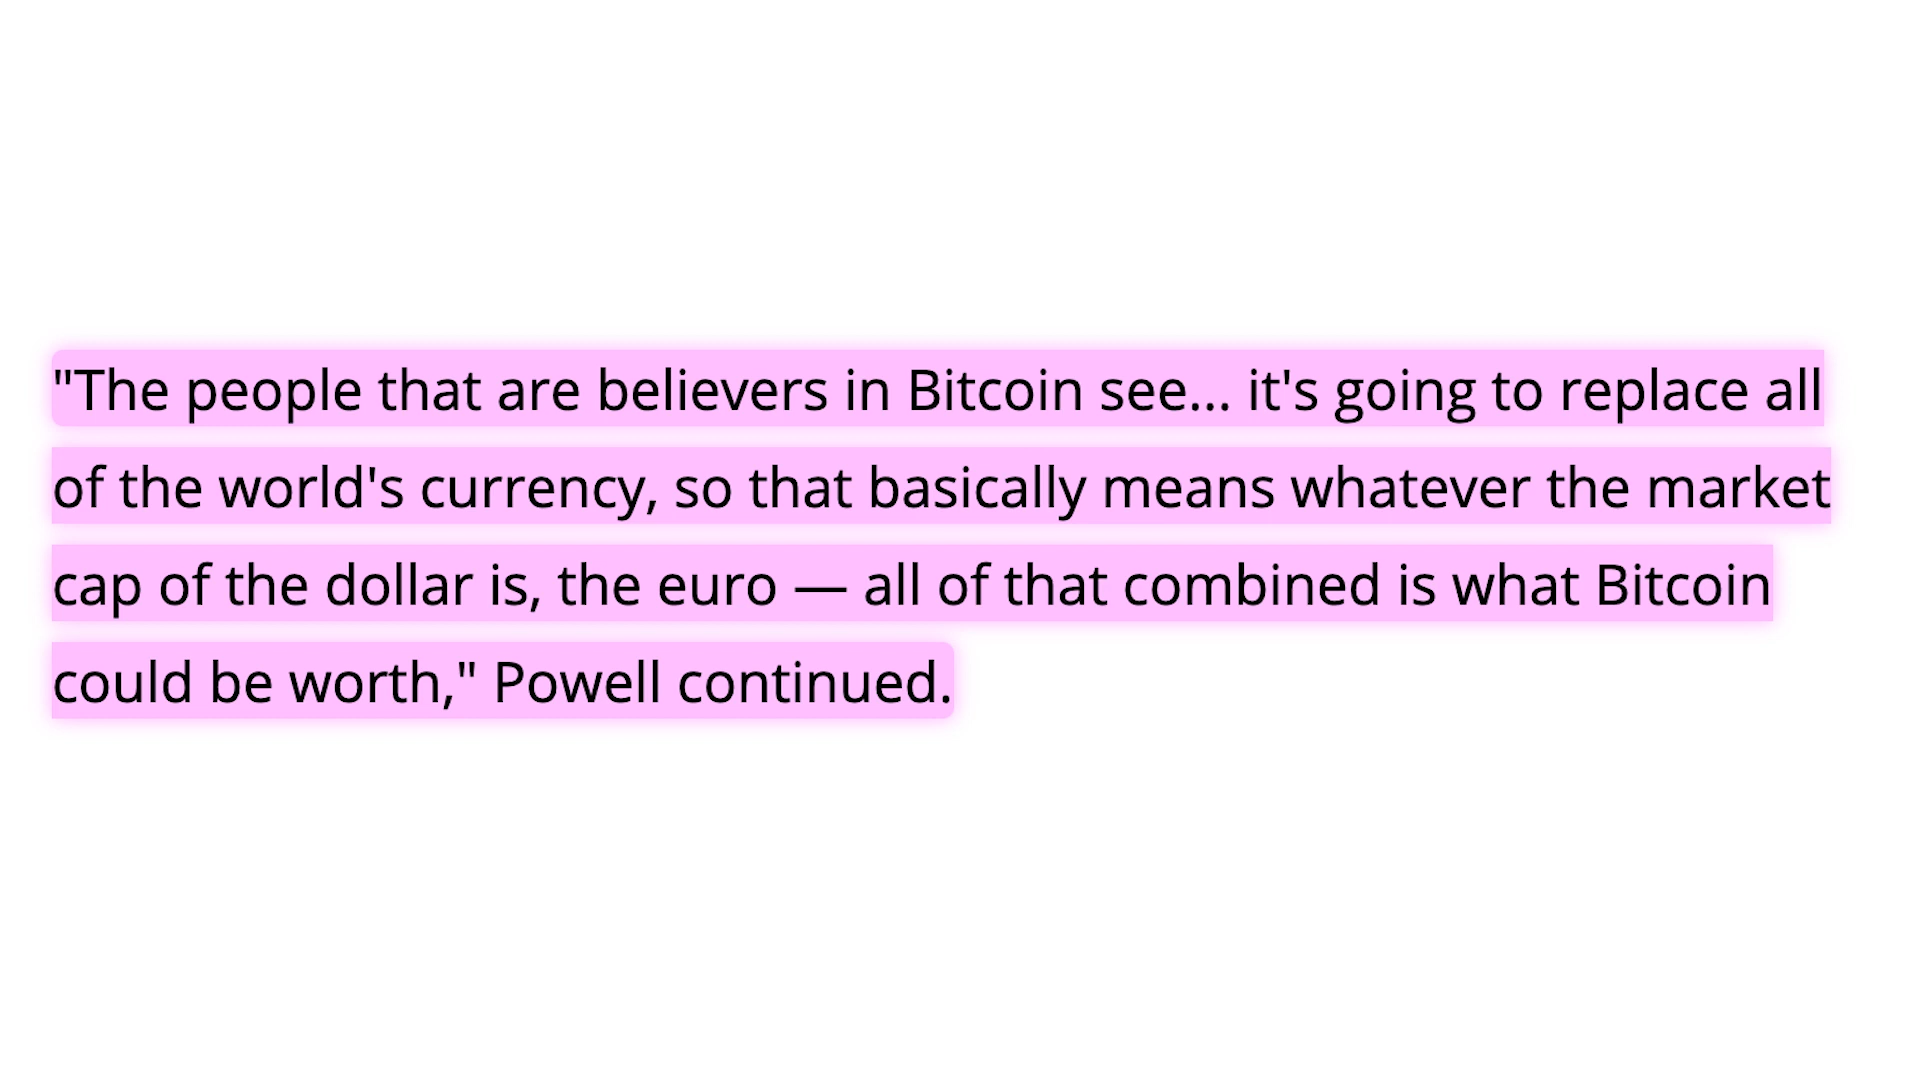 "The people that are believers in Bitcoin see... it's going to replace all
of the world's currency, so that basically means whatever the market
cap of the dollar is, the euro — all of that combined is what Bitcoin
could be worth," Powell continued.